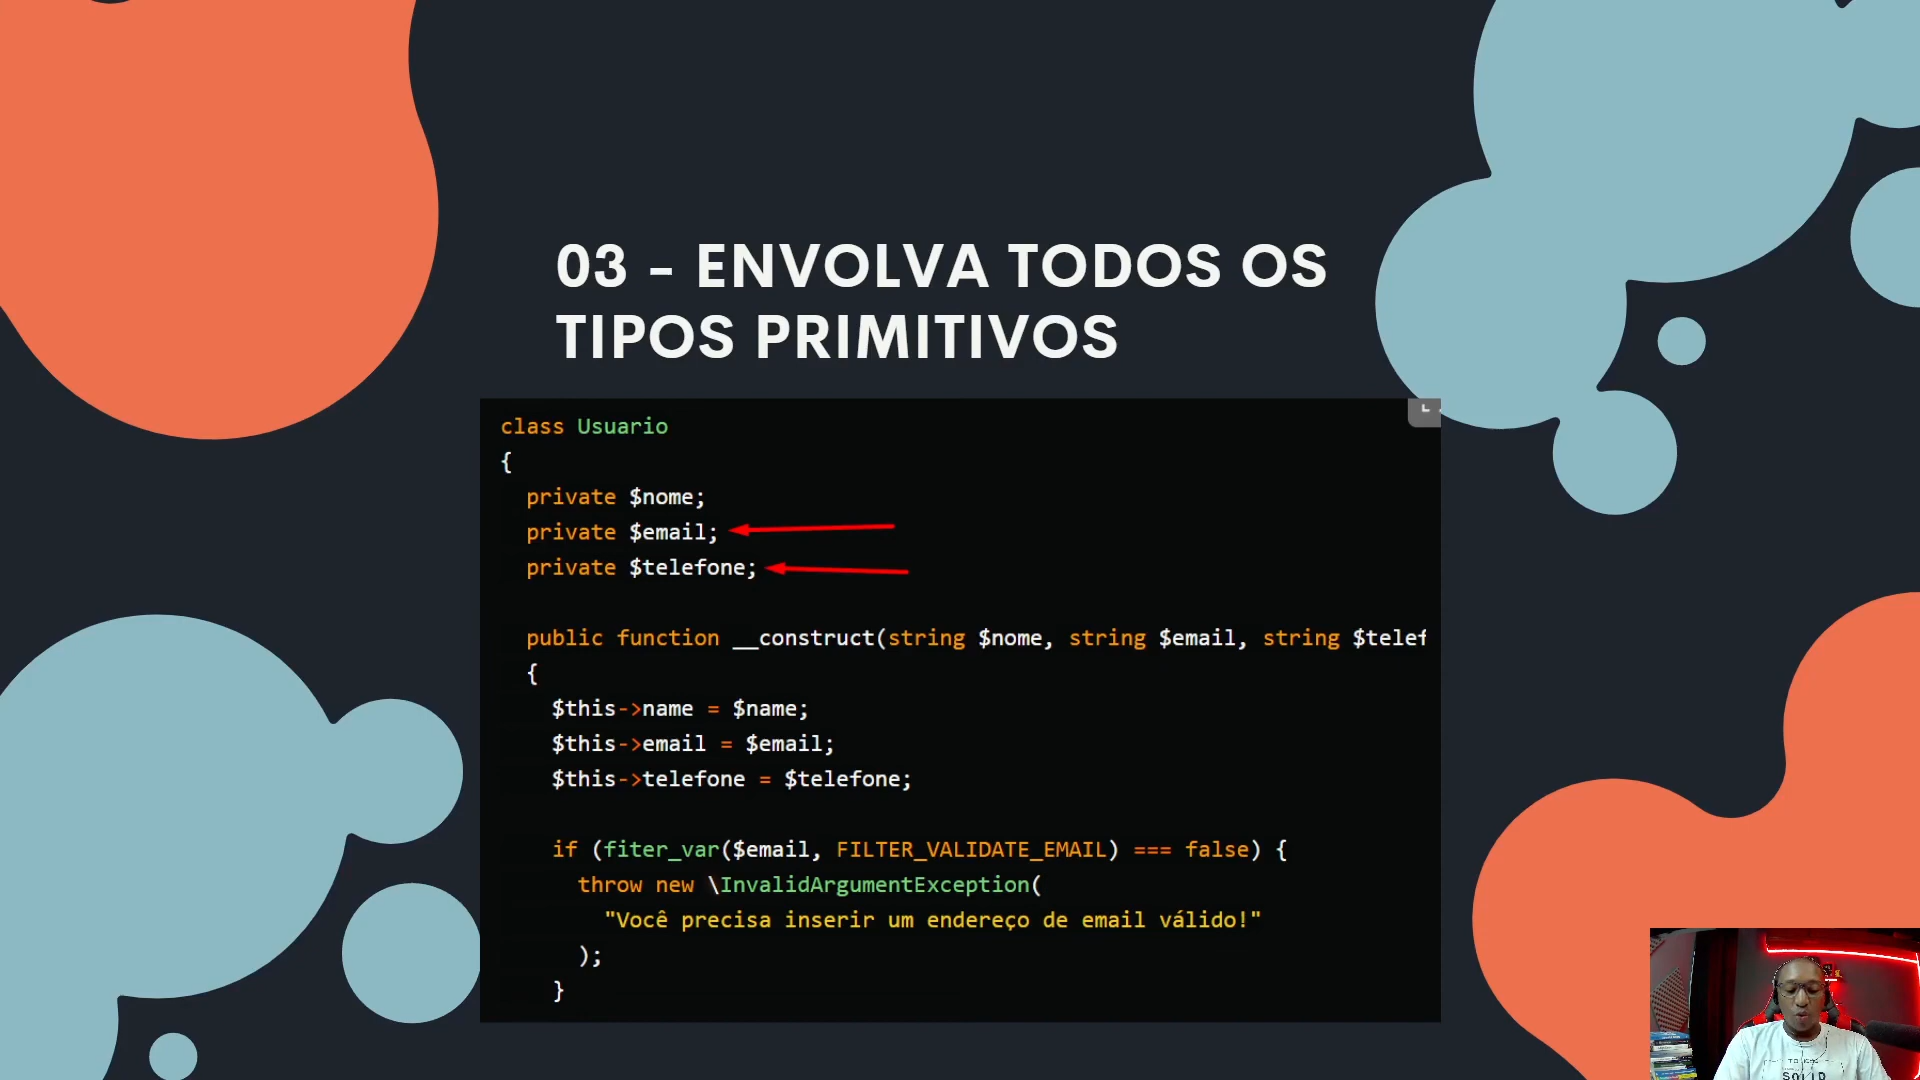 03 - ENVOLVA TODOS OS
TIPOS PRIMITIVOS
class Usuario
{
private $nome;
private $email;
private $telefone;
public function __construct(string $nome, string $email, string $telef
{
$this->name = $name;
$this->email = $email;
$this->telefone = $telefone;
if (fiter_var($email, FILTER_VALIDATE_EMAIL) === false) {
throw new \InvalidArgumentException(
"Você precisa inserir um endereço de email válido!"
);
}
SOLID